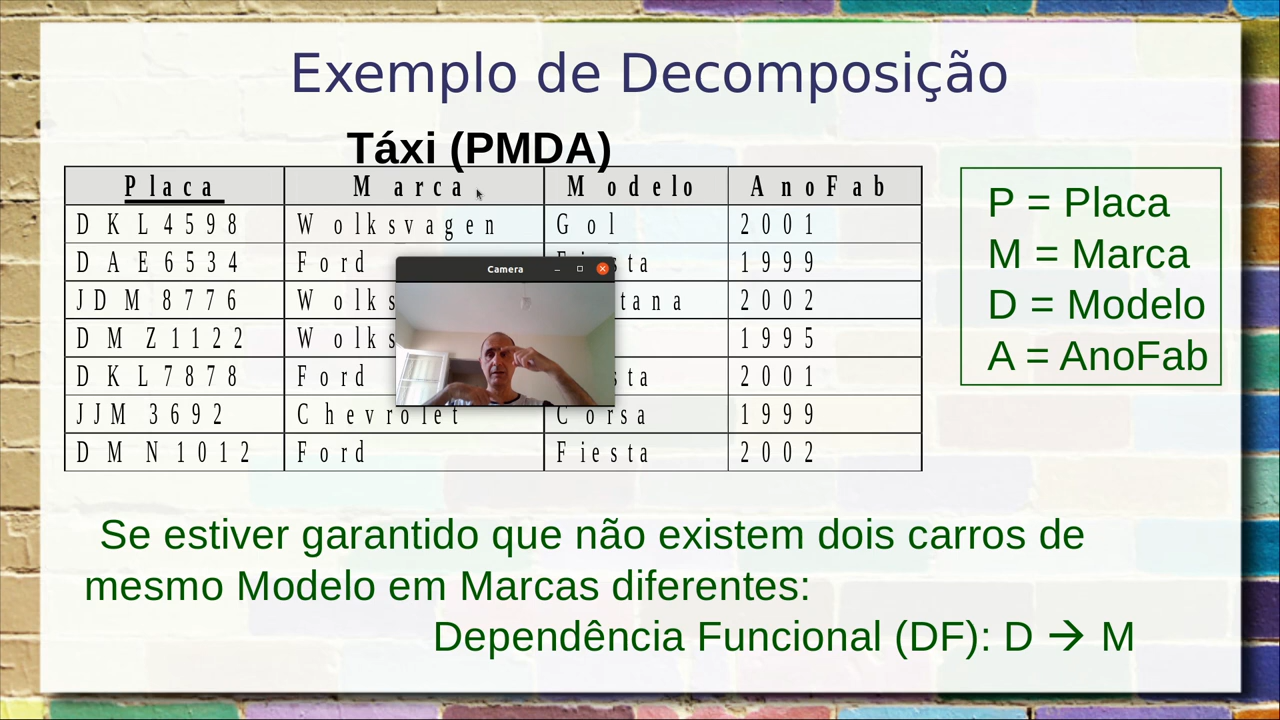 Exemplo de Decomposição
Táxi (PMDA)
Placa Marca Modelo AnoFab
DKL4598 Wolksvagen Gol 2001
DAE6534 Ford 1999
JDM8776 2002
DMZ1122 1995
DKL7878 Ford 2001
JJM3692 Chevrolet Corsa 1999
DMN1012 Ford Fiesta 2002
Camera
P = Placa
M = Marca
D = Modelo
A = AnoFab
Se estiver garantido que não existem dois carros de
mesmo Modelo em Marcas diferentes:
Dependência Funcional (DF): D → M